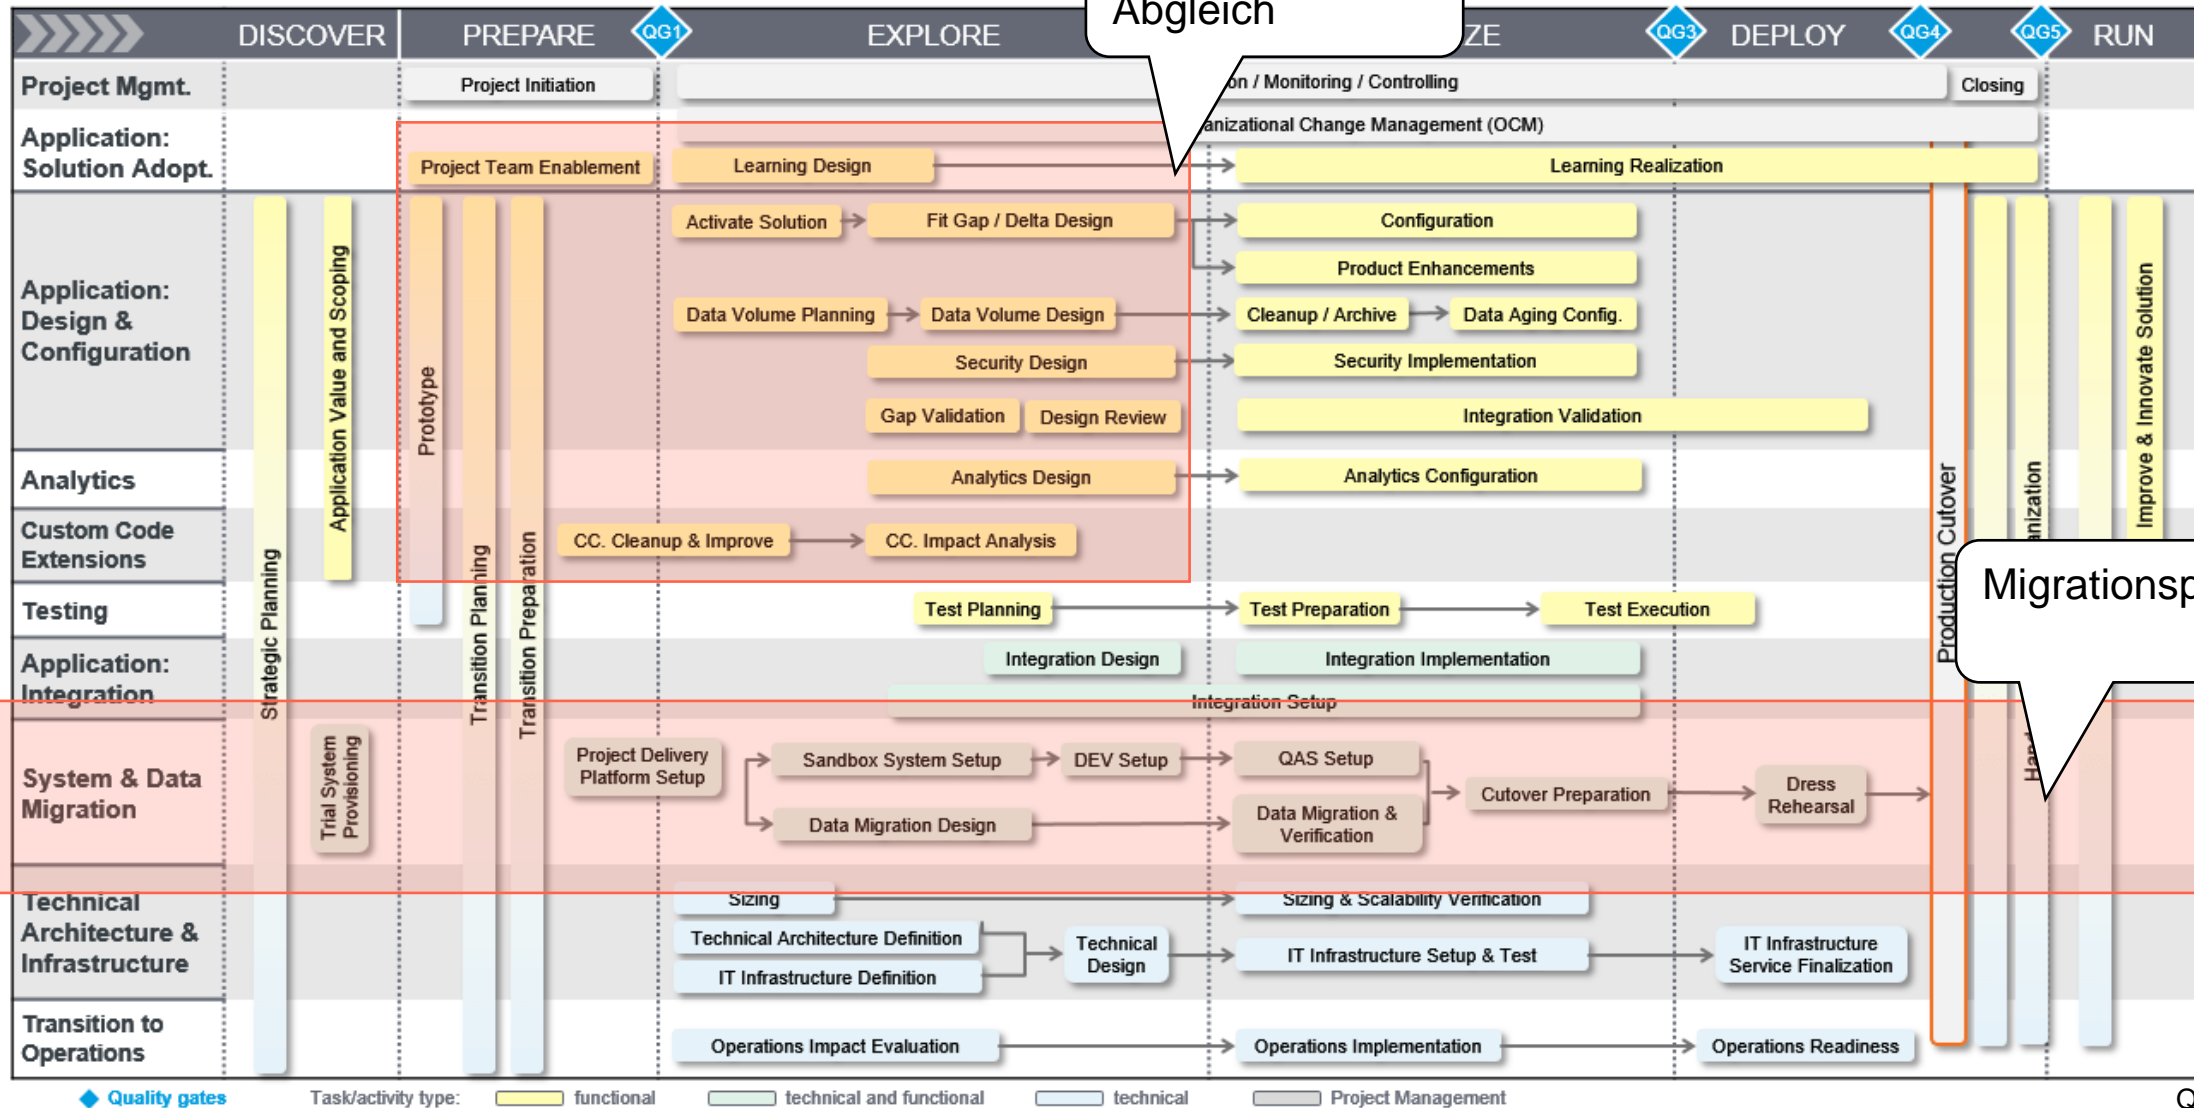 Abgleich
DISCOVER
PREPARE
QG1
EXPLORE
ZE
QG3
DEPLOY
QG4
QG5
RUN
Project Mgmt.
Project Initiation
on / Monitoring / Controlling
Closing
Application:
Solution Adopt.
anizational Change Management (OCM)
Project Team Enablement
Learning Design
Learning Realization
Application:
Design &
Configuration
Strategic Planning
Application Value and Scoping
Prototype
Transition Planning
Transition Preparation
Activate Solution
Fit Gap / Delta Design
Configuration
Product Enhancements
Data Volume Planning
Data Volume Design
Cleanup / Archive
Data Aging Config.
Security Design
Security Implementation
Gap Validation
Design Review
Integration Validation
Production Cutover
anization
Improve & Innovate Solution
Analytics
Analytics Design
Analytics Configuration
Custom Code
Extensions
CC. Cleanup & Improve
CC. Impact Analysis
Migrationsp
Testing
Test Planning
Test Preparation
Test Execution
Application:
Integration
Integration Design
Integration Implementation
Integration Setup
System & Data
Migration
Trial System
Provisioning
Project Delivery
Platform Setup
Sandbox System Setup
DEV Setup
QAS Setup
Data Migration Design
Data Migration &
Verification
Cutover Preparation
Dress
Rehearsal
Technical
Architecture &
Infrastructure
Sizing
Sizing & Scalability Verification
Technical Architecture Definition
IT Infrastructure Definition
Technical
Design
IT Infrastructure Setup & Test
IT Infrastructure
Service Finalization
Transition to
Operations
Operations Impact Evaluation
Operations Implementation
Operations Readiness
Quality gates
Task/activity type:
functional
technical and functional
technical
Project Management
Q